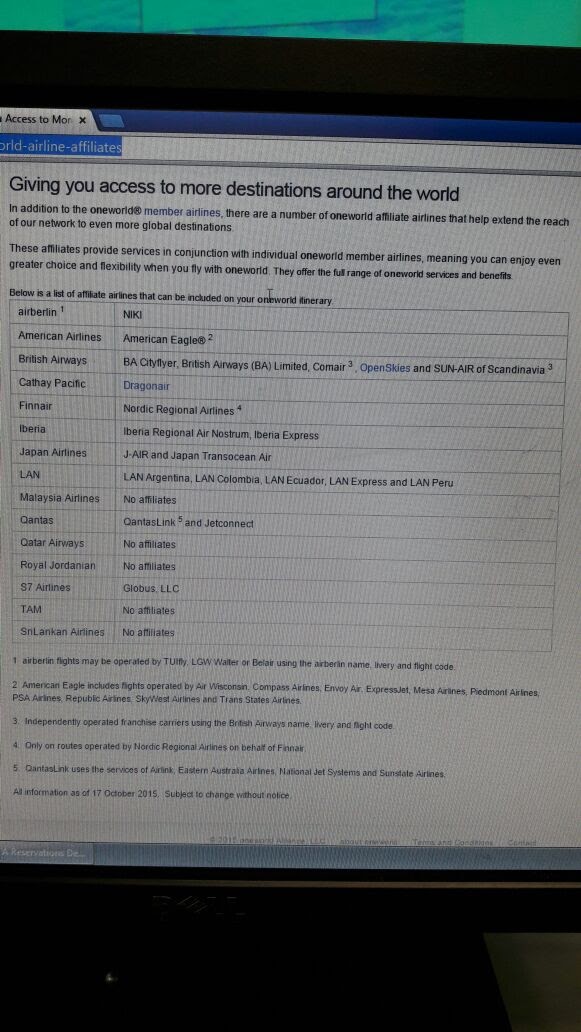 Access to Mor x
orld-airline-affiliates
Giving you access to more destinations around the world
In addition to the oneworld® member airlines, there are a number of oneworld affiliate airlines that help extend the reach
of our network to even more global destinations.
These affiliates provide services in conjunction with individual oneworld member airlines, meaning you can enjoy even
greater choice and flexibility when you fly with oneworld. They offer the full range of oneworld services and benefits.
Below is a list of affiliate airlines that can be included on your oneworld itinerary.
airberlin 1 NIKI
American Airlines American Eagle® 2
British Airways BA Cityflyer, British Airways (BA) Limited, Comair 3, OpenSkies and SUN-AIR of Scandinavia 3
Cathay Pacific Dragonair
Finnair Nordic Regional Airlines 4
Iberia Iberia Regional Air Nostrum, Iberia Express
Japan Airlines J-AIR and Japan Transocean Air
LAN LAN Argentina, LAN Colombia, LAN Ecuador, LAN Express and LAN Peru
Malaysia Airlines No affiliates
Qantas QantasLink 5 and Jetconnect
Qatar Airways No affiliates
Royal Jordanian No affiliates
S7 Airlines Globus, LLC
TAM No affiliates
SriLankan Airlines No affiliates
1 airberlin flights may be operated by TUIfly, LGW Walter or Belair using the airberlin name, livery and flight code.
2. American Eagle includes flights operated by Air Wisconsin, Compass Airlines, Envoy Air, ExpressJet, Mesa Airlines, Piedmont Airlines,
PSA Airlines, Republic Airlines, SkyWest Airlines and Trans States Airlines.
3. Independently operated franchise carriers using the British Airways name, livery and flight code
4. Only on routes operated by Nordic Regional Airlines on behalf of Finnair.
5. QantasLink uses the services of Airlink, Eastern Australia Airlines, National Jet Systems and Sunstate Airlines.
All information as of 17 October 2015. Subject to change without notice.
© 2015 oneworld Alliance, LLC about oneworld Terms and Conditions Contact
A Reservations De...
DELL